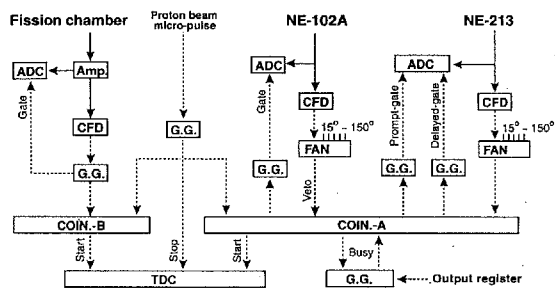 Fission chamber
Proton beam
micro-pulse
NE-102A
NE-213
ADC
Amp.
ADC
ADC
Gate
CFD
G.G.
Gate
CFD
15° - 150°
FAN
Prompt-gate
Delayed-gate
CFD
15° - 150°
FAN
G.G.
G.G.
Veto
G.G.
G.G.
COIN.-B
COIN.-A
Start
Stop
Start
Busy
TDC
G.G.
Output register